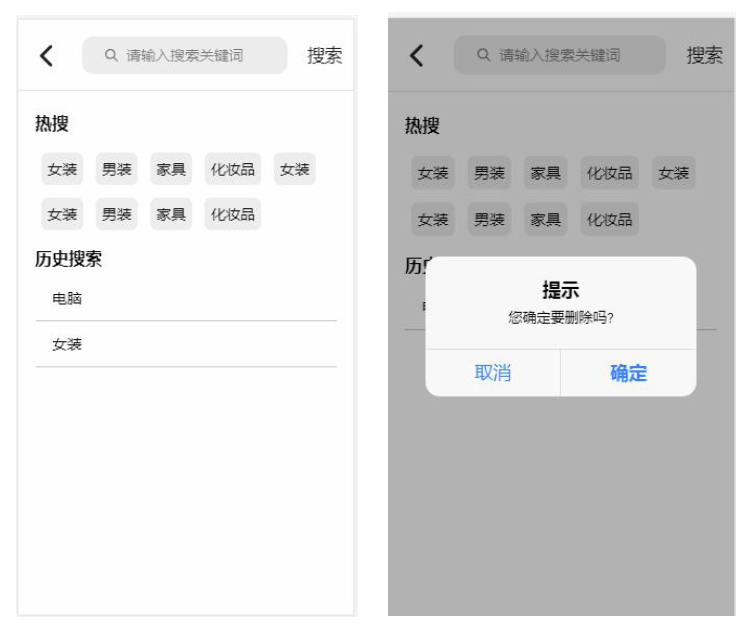 请输入搜索关键词 搜索
热搜
女装 男装 家具 化妆品 女装
女装 男装 家具 化妆品
历史搜索
电脑
女装
请输入搜索关键词 搜索
热搜
女装 男装 家具 化妆品 女装
女装 男装 家具 化妆品
历
提示
您确定要删除吗?
取消 确定